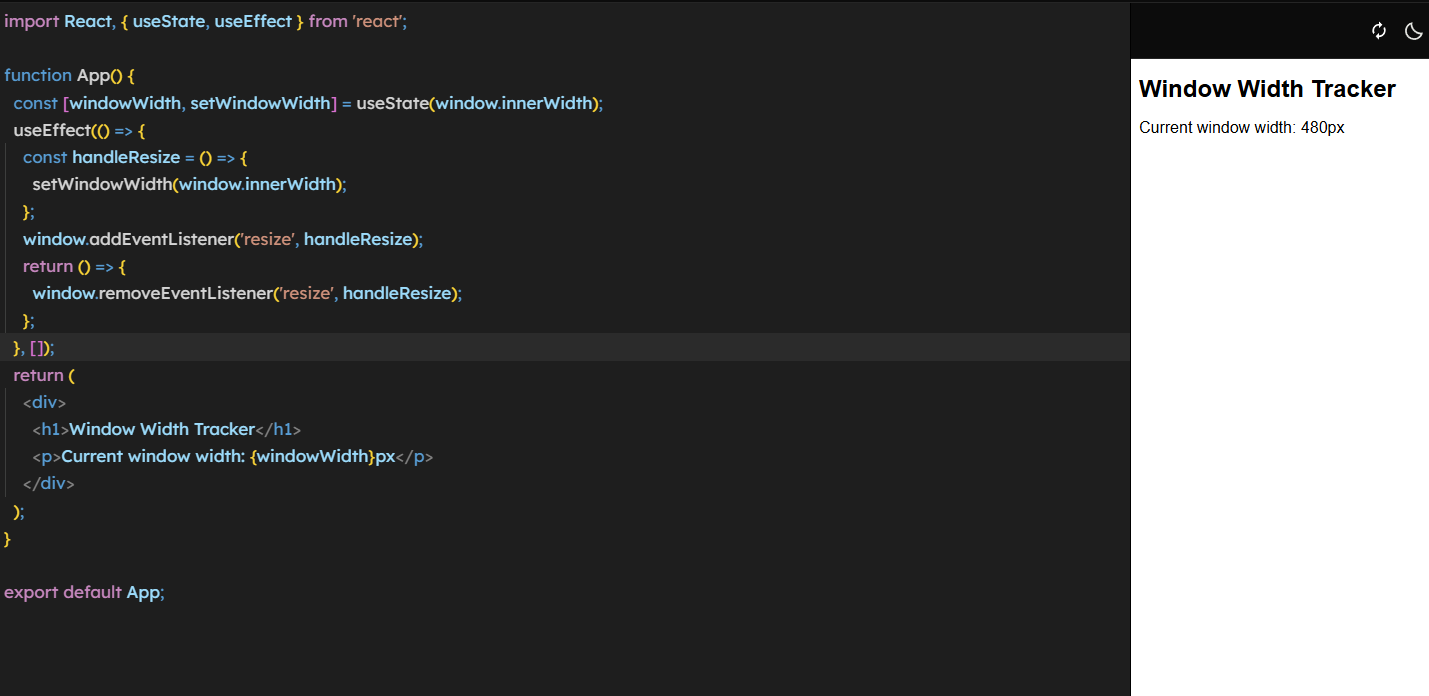 import React, { useState, useEffect } from 'react';
function App() {
const [windowWidth, setWindowWidth] = useState(window.innerWidth);
useEffect(() => {
const handleResize = () => {
setWindowWidth(window.innerWidth);
};
window.addEventListener('resize', handleResize);
return () => {
window.removeEventListener('resize', handleResize);
};
}, []);
return (
<div>
<h1>Window Width Tracker</h1>
<p>Current window width: {windowWidth}px</p>
</div>
);
}
export default App;
Window Width Tracker
Current window width: 480px